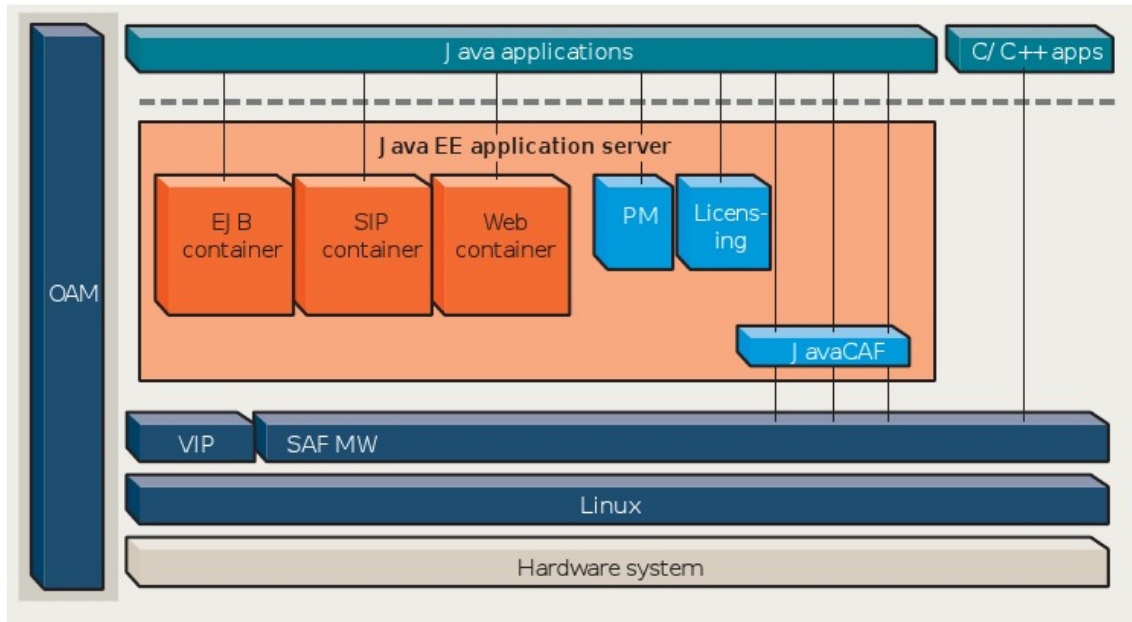 Java applications
C/C++ apps
Java EE application server
EJB
container
SIP
container
Web
container
PM
Licens-
ing
OAM
JavaCAF
VIP
SAF MW
Linux
Hardware system